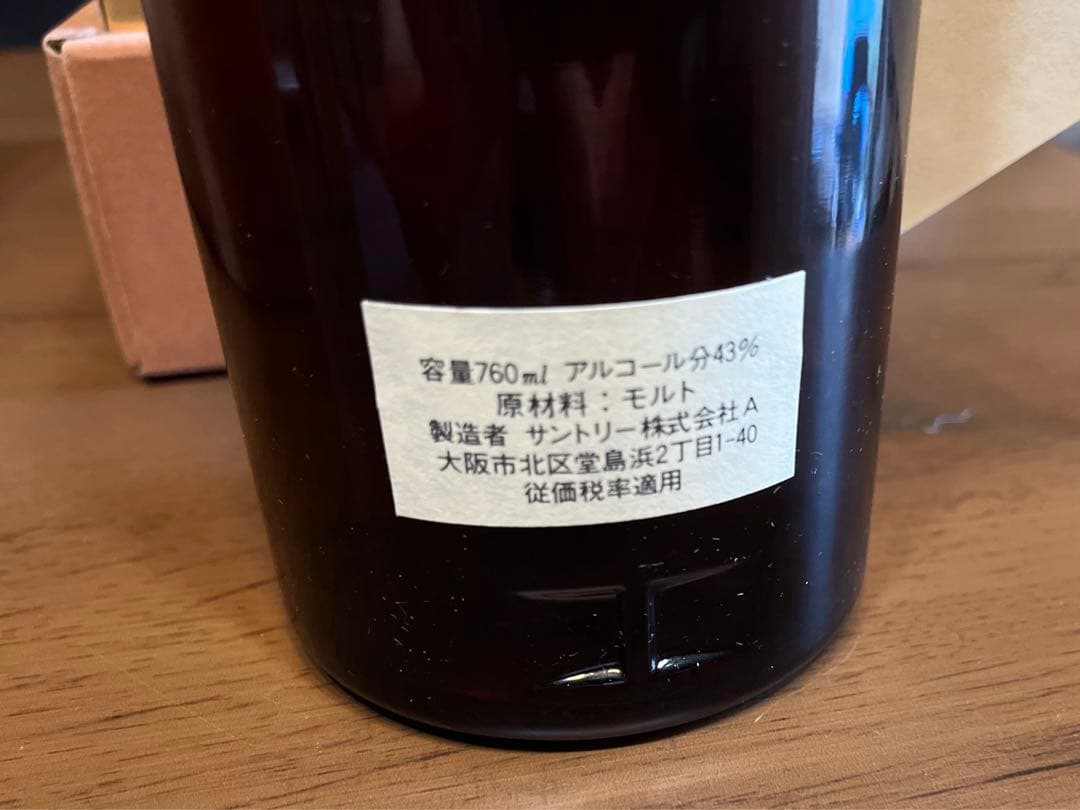 容量760ml アルコール分43%
原材料：モルト
製造者 サントリー株式会社A
大阪市北区堂島浜2丁目1-40
従価税率適用